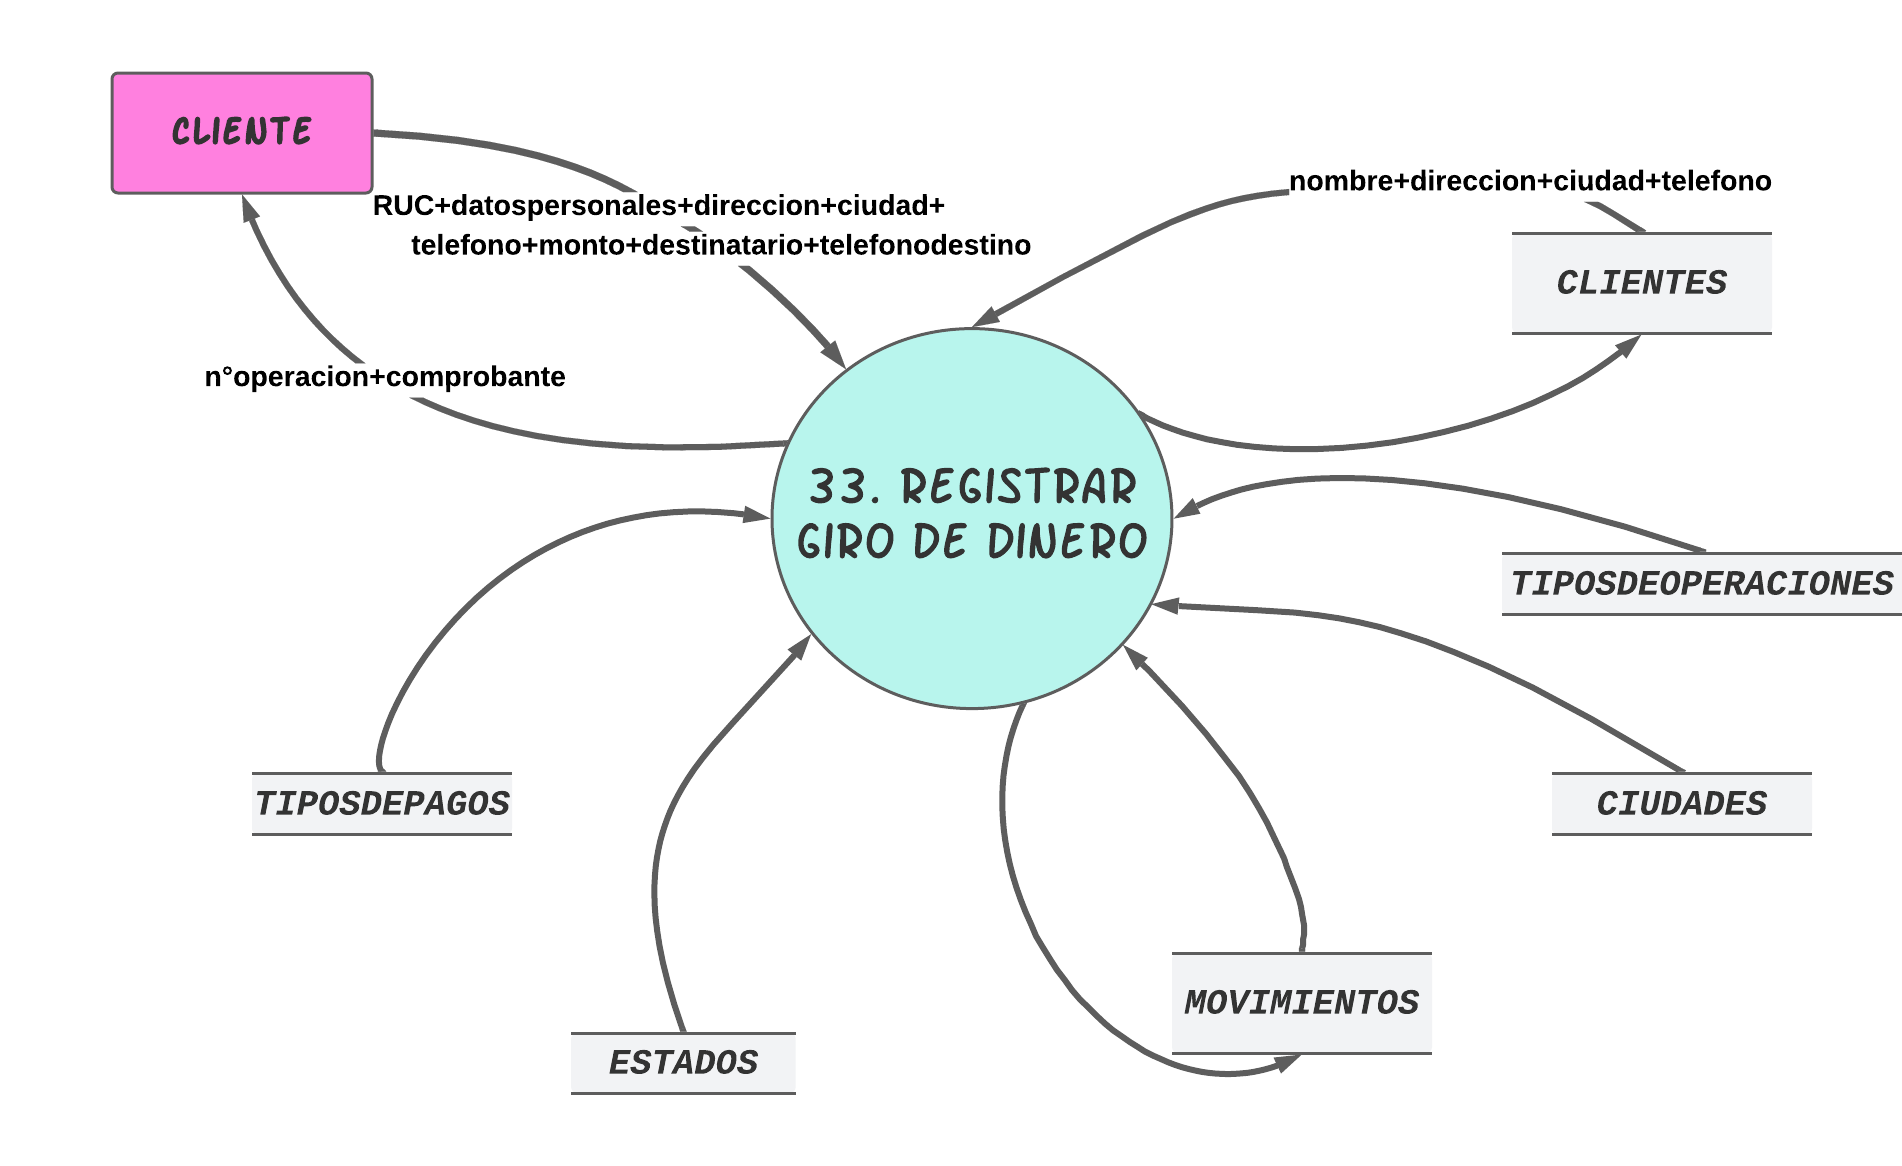 CLIENTE
RUC+datospersonales+direccion+ciudad+
telefono+monto+destinatario+telefonodestino
nombre+direccion+ciudad+telefono
CLIENTES
n°operacion+comprobante
33. REGISTRAR
GIRO DE DINERO
TIPOSDEOPERACIONES
TIPOSDEPAGOS
CIUDADES
MOVIMIENTOS
ESTADOS